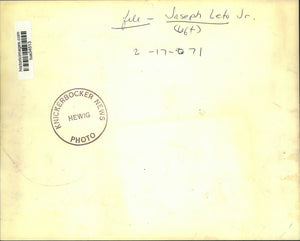 file - Joseph Leto Jr.
(left)
2-17-71
KNICKERBOCKER NEWS
HEWIG
PHOTO